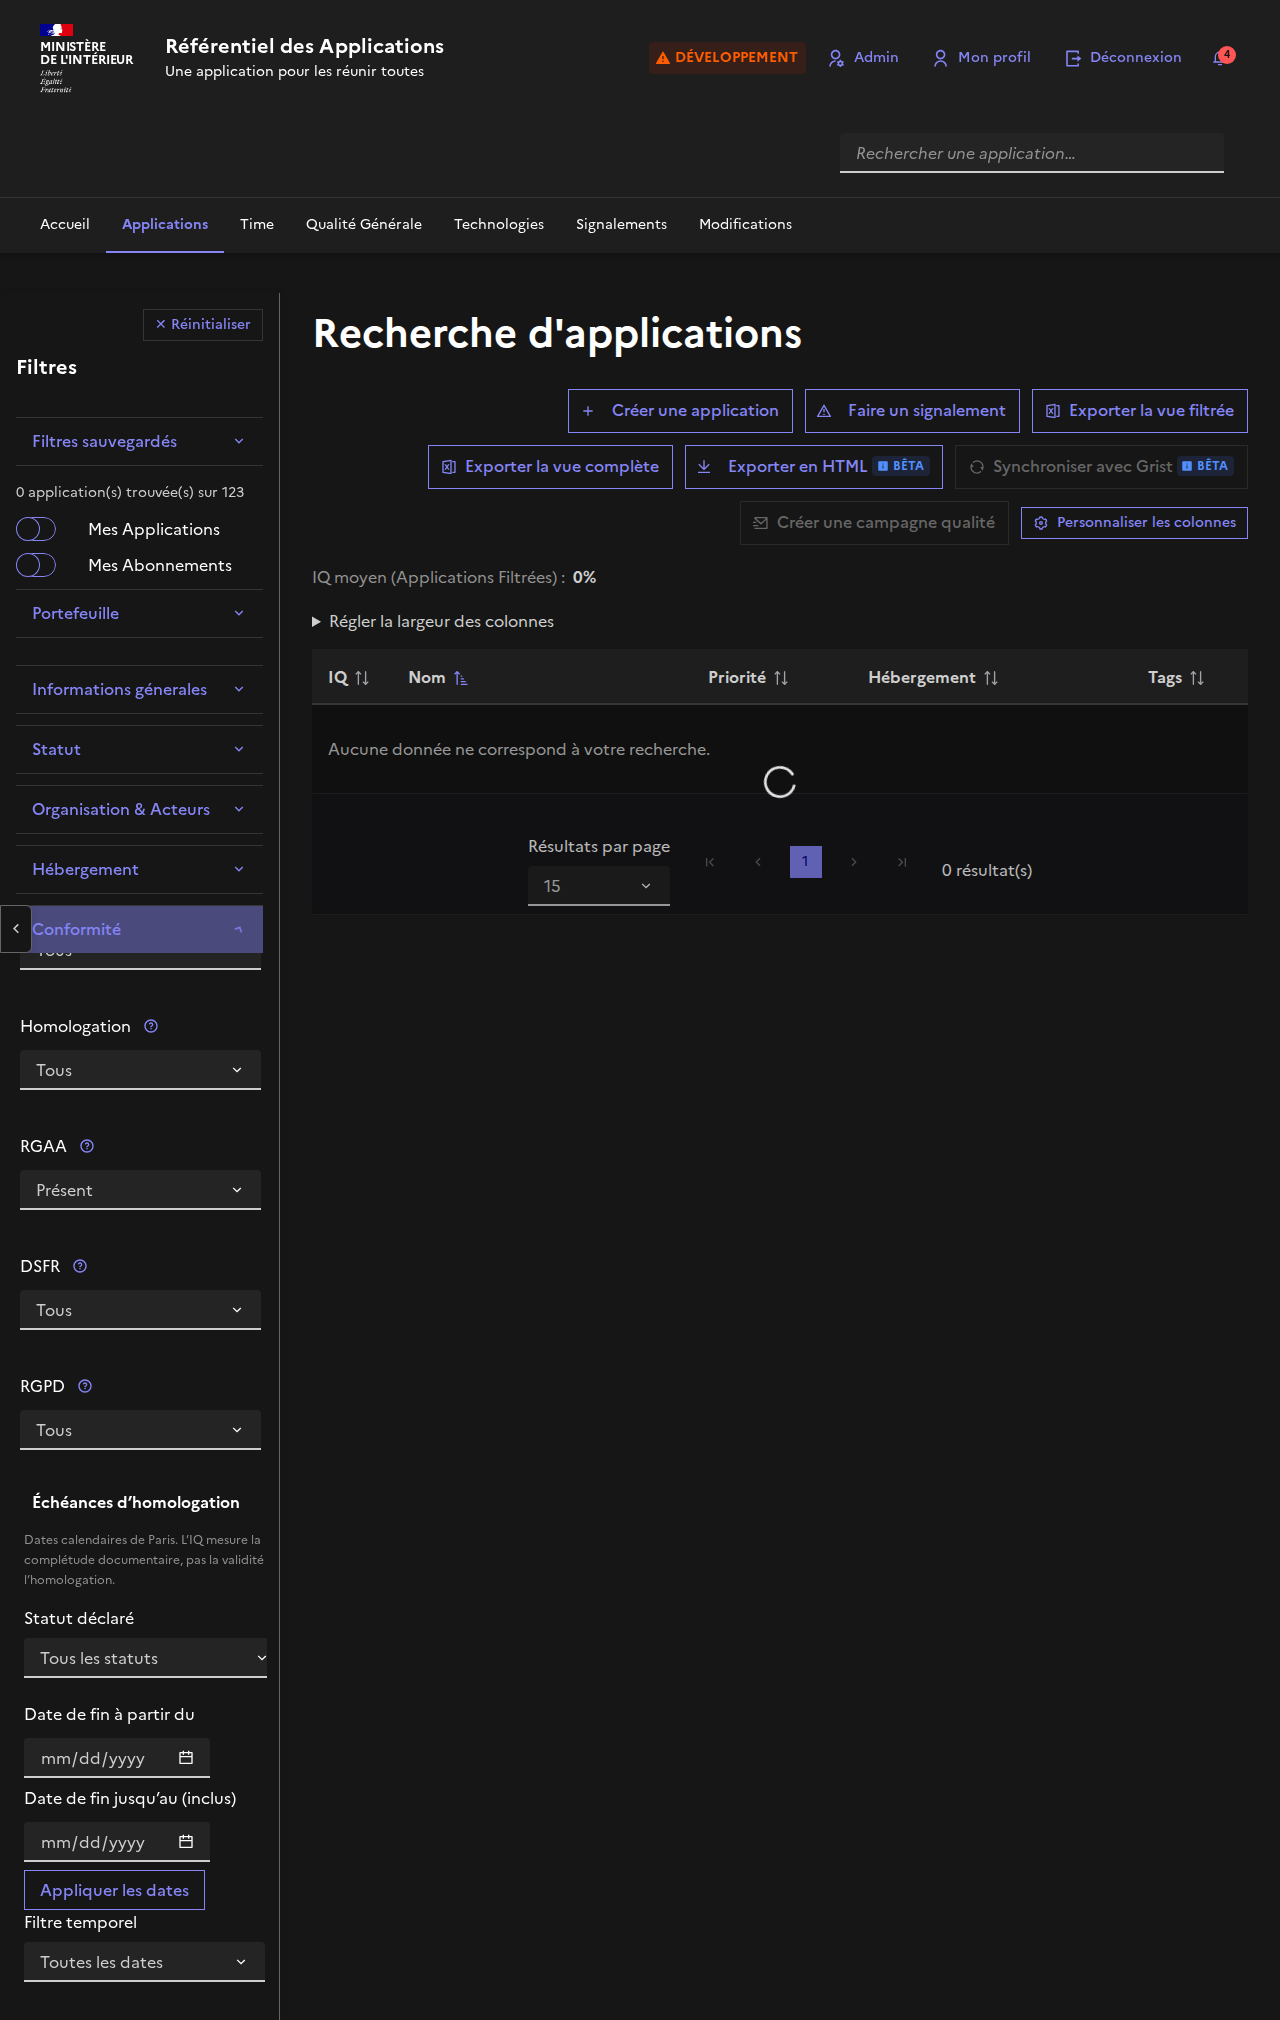 MINISTÈRE
DE L'INTÉRIEUR
Liberté
Égalité
Fraternité
Référentiel des Applications
Une application pour les réunir toutes
DÉVELOPPEMENT
Admin
Mon profil
Déconnexion
4
Rechercher une application...
Accueil
Applications
Time
Qualité Générale
Technologies
Signalements
Modifications
Réinitialiser
Filtres
Filtres sauvegardés
0 application(s) trouvée(s) sur 123
Mes Applications
Mes Abonnements
Portefeuille
Informations génerales
Statut
Organisation & Acteurs
Hébergement
Conformité
Homologation
Tous
RGAA
Présent
DSFR
Tous
RGPD
Tous
Échéances d’homologation
Dates calendaires de Paris. L’IQ mesure la
complétude documentaire, pas la validité
l’homologation.
Statut déclaré
Tous les statuts
Date de fin à partir du
mm/dd/yyyy
Date de fin jusqu’au (inclus)
mm/dd/yyyy
Appliquer les dates
Filtre temporel
Toutes les dates
Recherche d'applications
Créer une application
Faire un signalement
Exporter la vue filtrée
Exporter la vue complète
Exporter en HTML BÊTA
Synchroniser avec Grist BÊTA
Créer une campagne qualité
Personnaliser les colonnes
IQ moyen (Applications Filtrées) : 0%
Régler la largeur des colonnes
IQ Nom Priorité Hébergement Tags
Aucune donnée ne correspond à votre recherche.
Résultats par page
15
1
0 résultat(s)